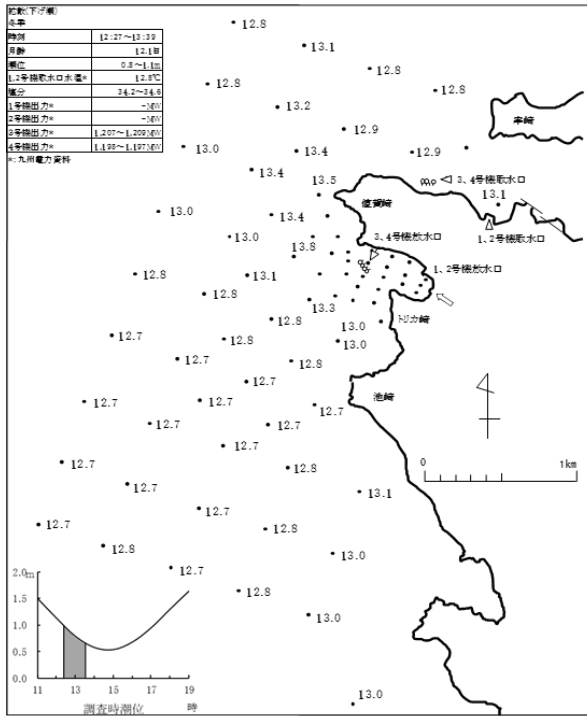 拡散(下げ潮)
冬季
時刻 12:27～13:39
月齢 12.1日
潮位 0.8～1.1m
1,2号機取水口水温* 12.8℃
塩分 34.2～34.6
1号機出力* -MW
2号機出力* -MW
3号機出力* 1,207～1,209MW
4号機出力* 1,196～1,197MW
*:九州電力資料
12.8
13.1
12.8
12.8
12.8
13.2
12.9
串崎
13.0
13.4
12.9
3、4号機取水口
13.5
13.1
値賀崎
13.0
13.4
1、2号機取水口
13.0
3、4号機放水口
13.8
1、2号機放水口
12.8
13.1
12.8
13.3
トリカ崎
12.8
13.0
12.7
12.8
13.0
12.7
12.8
12.7
池崎
12.7
12.7
12.7
12.7
12.7
12.7
0 1km
12.7
12.8
12.7
13.1
12.7
12.7
12.8
12.8
13.0
12.7
12.8
13.0
13.0
2.0m
1.5
1.0
0.5
0.0
11 13 15 17 19
調査時潮位 時